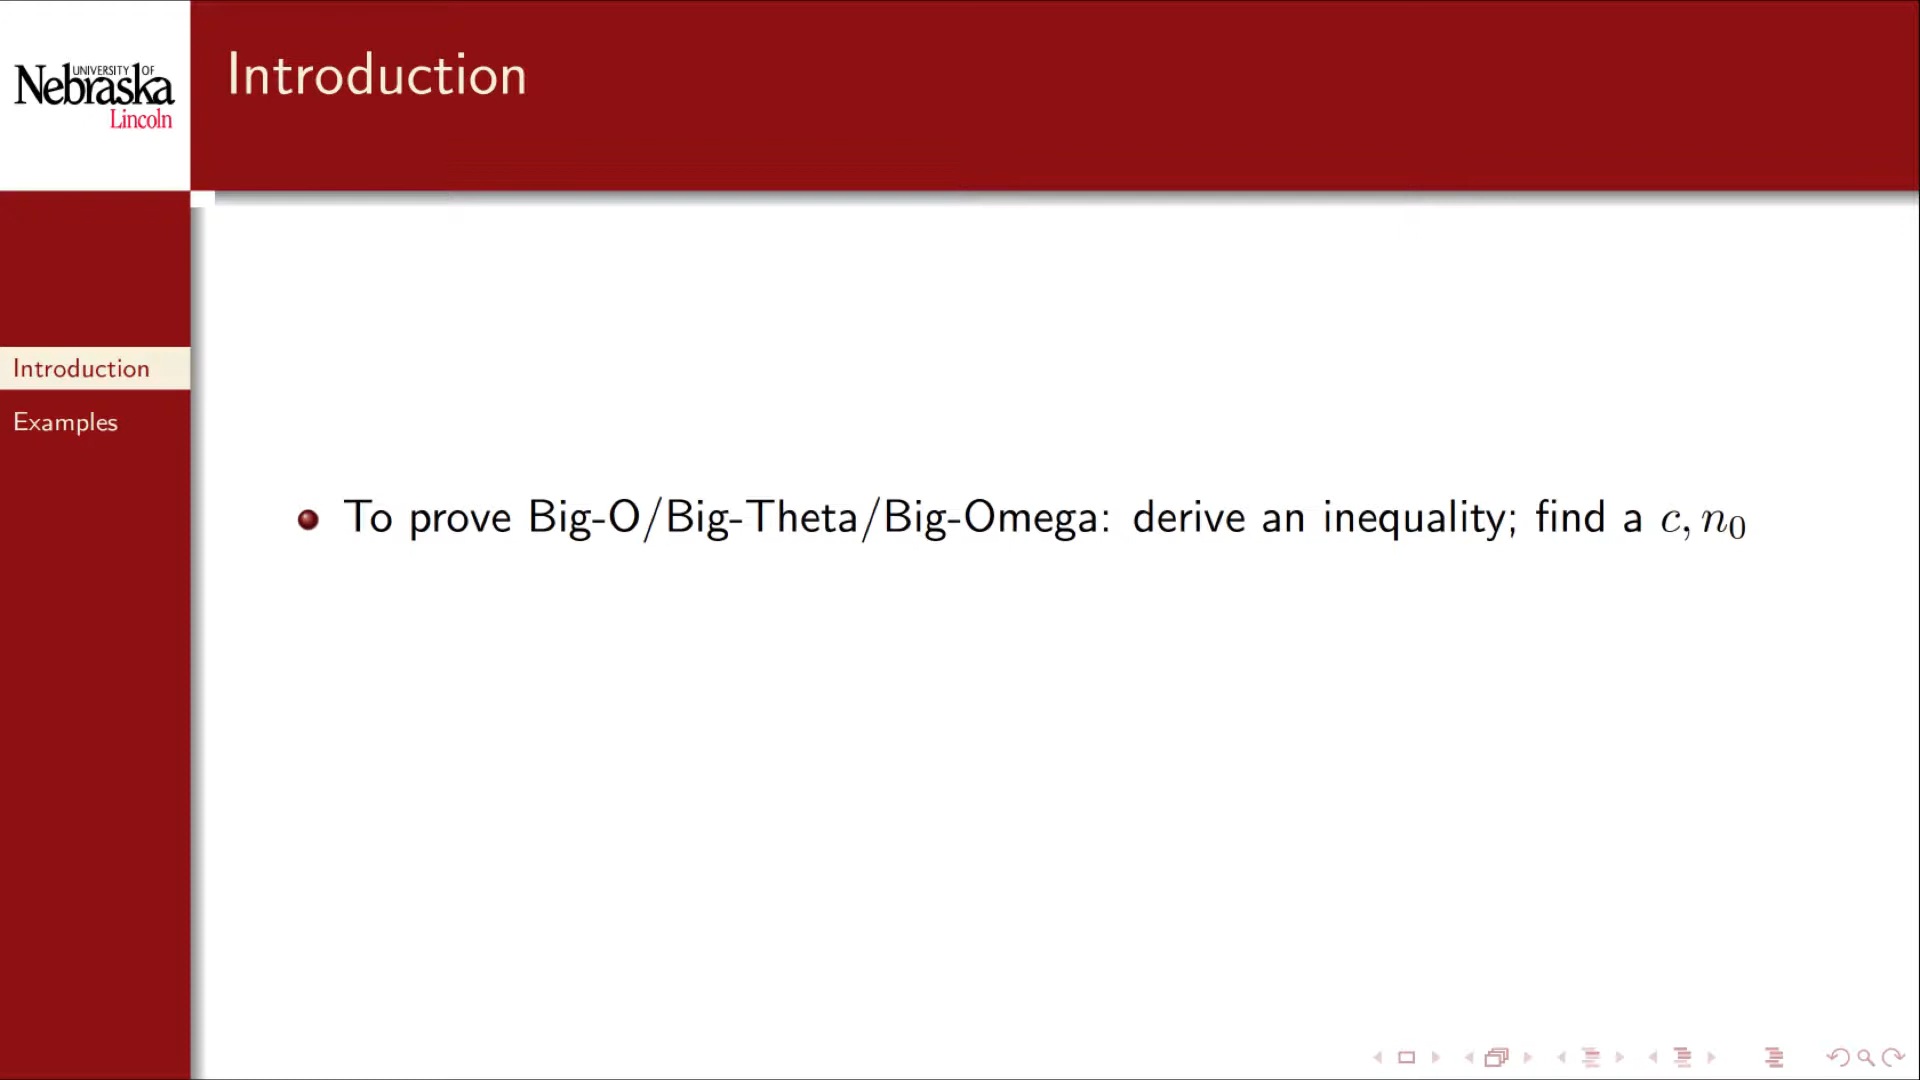 UNIVERSITY OF
Nebraska
Lincoln
Introduction
Introduction
Examples
To prove Big-O/Big-Theta/Big-Omega: derive an inequality; find a c, n₀